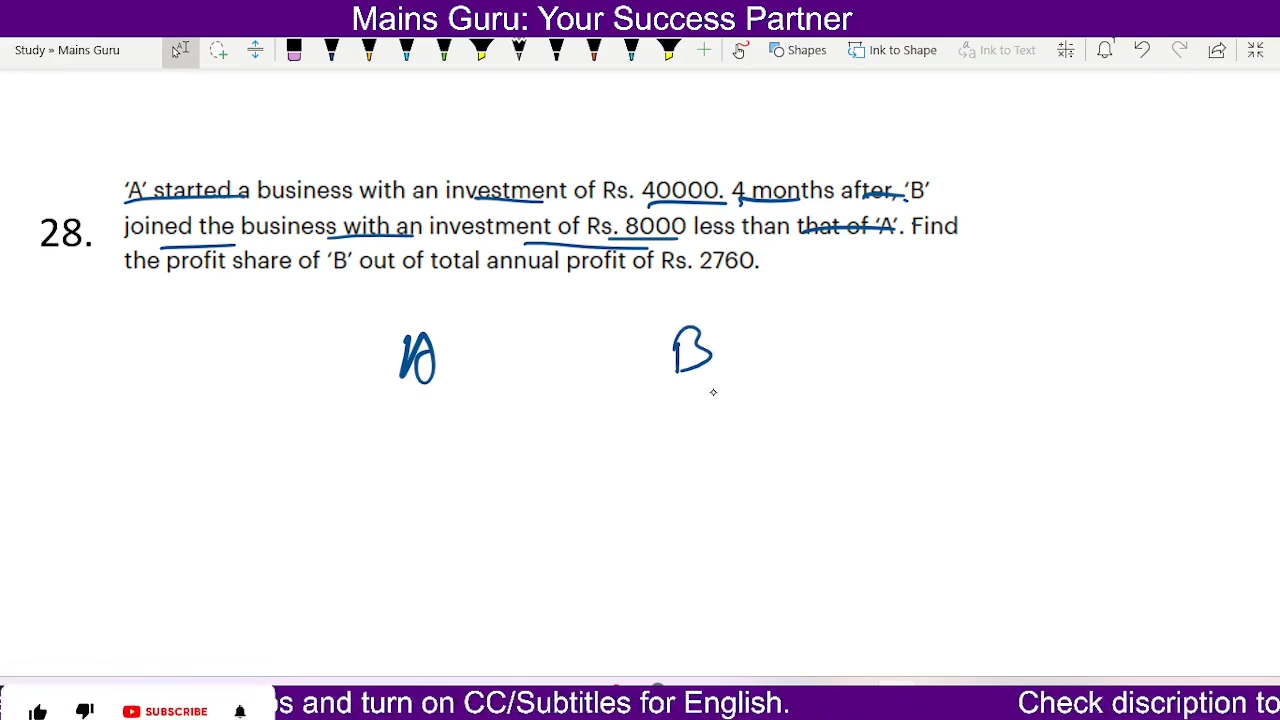 Mains Guru: Your Success Partner
Study » Mains Guru
Shapes
Ink to Shape
Ink to Text
28.
‘A’ started a business with an investment of Rs. 40000. 4 months after, ‘B’
joined the business with an investment of Rs. 8000 less than that of ‘A’. Find
the profit share of ‘B’ out of total annual profit of Rs. 2760.
A B
SUBSCRIBE
s and turn on CC/Subtitles for English. Check discription to